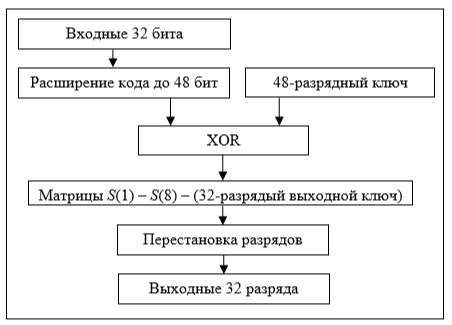 Входные 32 бита
Расширение кода до 48 бит
48-разрядный ключ
XOR
Матрицы S(1) – S(8) – (32-разрядый выходной ключ)
Перестановка разрядов
Выходные 32 разряда